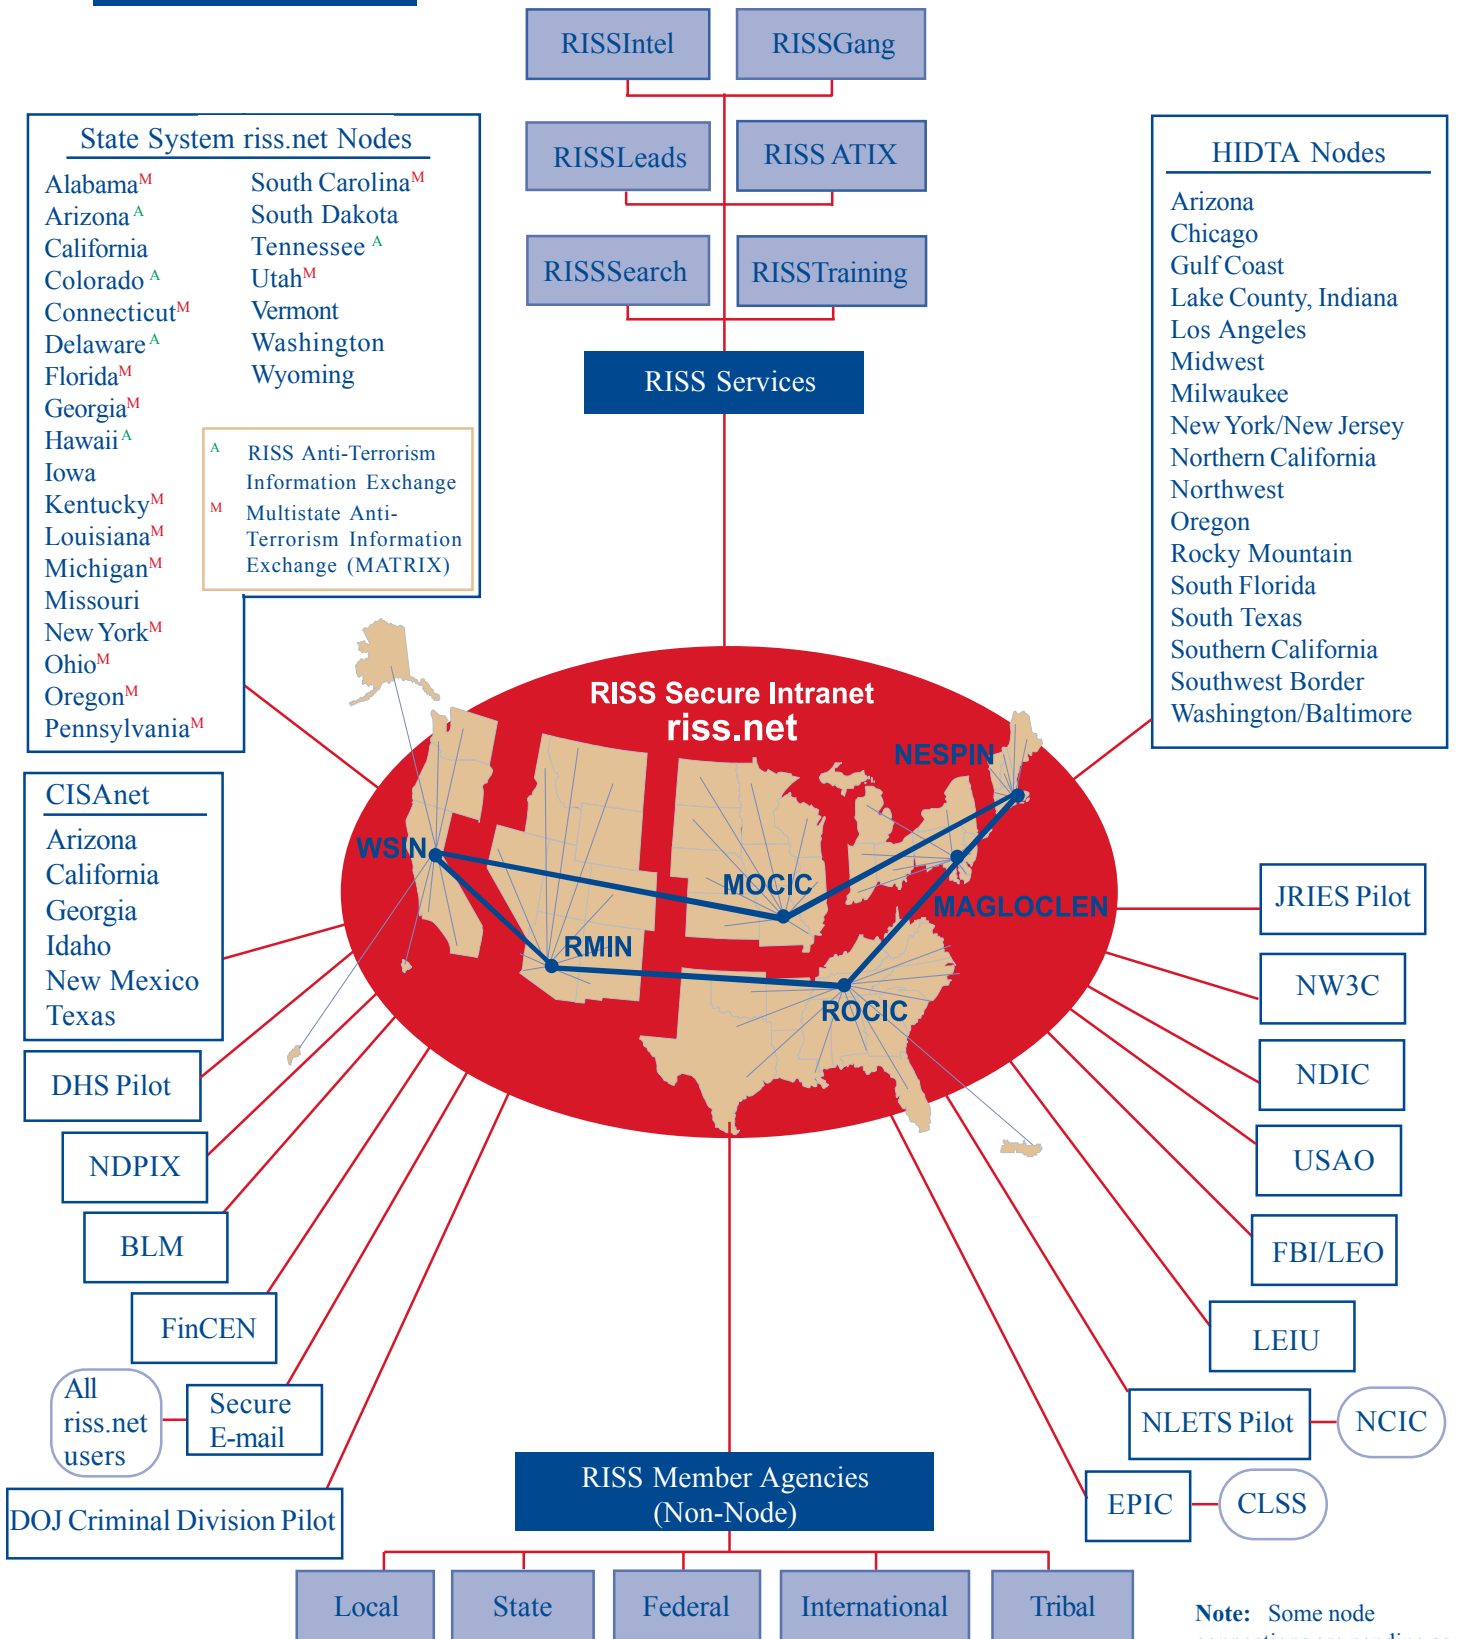 RISSIntel
RISSGang
RISSLeads
RISS ATIX
RISSSearch
RISSTraining
RISS Services
State System riss.net Nodes
Alabama M
Arizona A
California
Colorado A
Connecticut M
Delaware A
Florida M
Georgia M
Hawaii A
Iowa
Kentucky M
Louisiana M
Michigan M
Missouri
New York M
Ohio M
Oregon M
Pennsylvania M
South Carolina M
South Dakota
Tennessee A
Utah M
Vermont
Washington
Wyoming
A RISS Anti-Terrorism
Information Exchange
M Multistate Anti-
Terrorism Information
Exchange (MATRIX)
HIDTA Nodes
Arizona
Chicago
Gulf Coast
Lake County, Indiana
Los Angeles
Midwest
Milwaukee
New York/New Jersey
Northern California
Northwest
Oregon
Rocky Mountain
South Florida
South Texas
Southern California
Southwest Border
Washington/Baltimore
RISS Secure Intranet
riss.net
NESPIN
WSIN
MOCIC
MAGLOCLEN
RMIN
ROCIC
CISAnet
Arizona
California
Georgia
Idaho
New Mexico
Texas
DHS Pilot
NDPIX
BLM
FinCEN
All
riss.net
users
Secure
E-mail
DOJ Criminal Division Pilot
JRIES Pilot
NW3C
NDIC
USAO
FBI/LEO
LEIU
NLETS Pilot
NCIC
EPIC
CLSS
RISS Member Agencies
(Non-Node)
Local
State
Federal
International
Tribal
Note: Some node